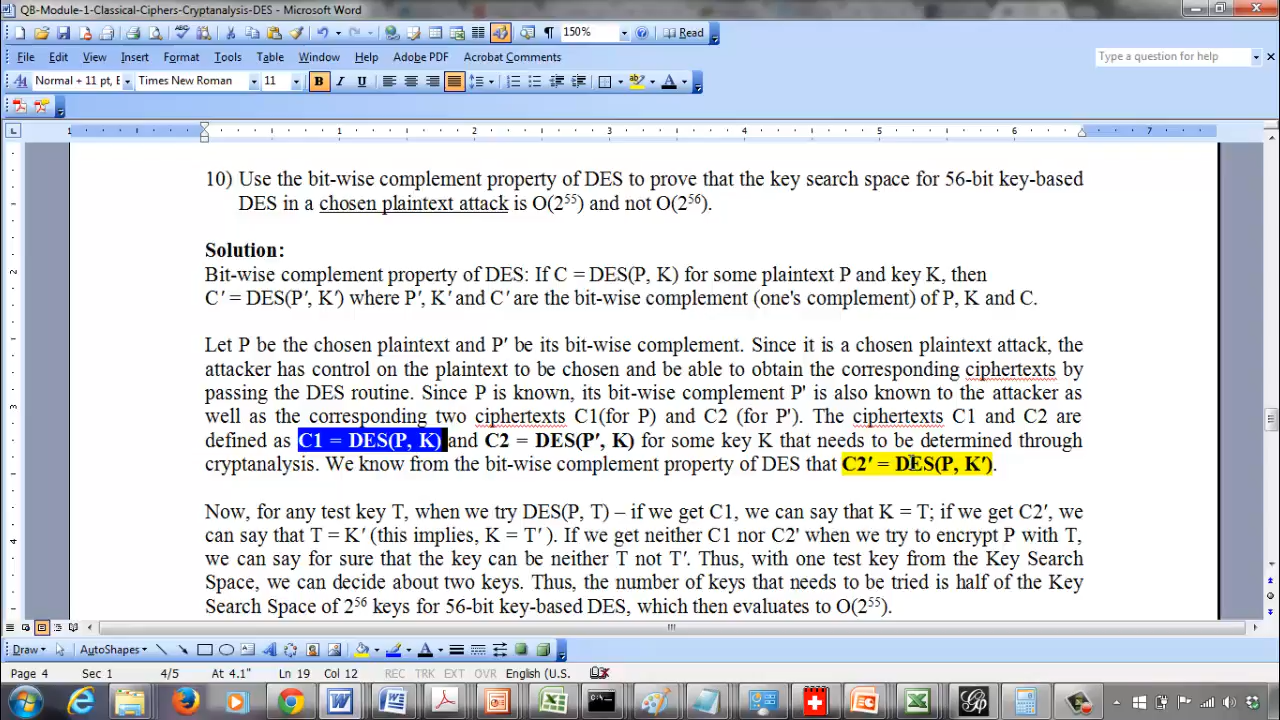 QB-Module-1-Classical-Ciphers-Cryptanalysis-DES - Microsoft Word
150%
Read
File Edit View Insert Format Tools Table Window Help Adobe PDF Acrobat Comments
Type a question for help
Normal + 11 pt, E Times New Roman 11 B I U
1 1 2 3 4 5 6 7
10) Use the bit-wise complement property of DES to prove that the key search space for 56-bit key-based
DES in a chosen plaintext attack is O(2⁵⁵) and not O(2⁵⁶).
Solution:
Bit-wise complement property of DES: If C = DES(P, K) for some plaintext P and key K, then
C′ = DES(P′, K′) where P′, K′ and C′ are the bit-wise complement (one's complement) of P, K and C.
Let P be the chosen plaintext and P′ be its bit-wise complement. Since it is a chosen plaintext attack, the
attacker has control on the plaintext to be chosen and be able to obtain the corresponding ciphertexts by
passing the DES routine. Since P is known, its bit-wise complement P' is also known to the attacker as
well as the corresponding two ciphertexts C1(for P) and C2 (for P'). The ciphertexts C1 and C2 are
defined as C1 = DES(P, K) and C2 = DES(P′, K) for some key K that needs to be determined through
cryptanalysis. We know from the bit-wise complement property of DES that C2′ = DES(P, K′).
Now, for any test key T, when we try DES(P, T) – if we get C1, we can say that K = T; if we get C2′, we
can say that T = K′ (this implies, K = T′ ). If we get neither C1 nor C2' when we try to encrypt P with T,
we can say for sure that the key can be neither T not T′. Thus, with one test key from the Key Search
Space, we can decide about two keys. Thus, the number of keys that needs to be tried is half of the Key
Search Space of 2⁵⁶ keys for 56-bit key-based DES, which then evaluates to O(2⁵⁵).
Draw AutoShapes
Page 4 Sec 1 4/5 At 4.1" Ln 19 Col 12 REC TRK EXT OVR English (U.S.